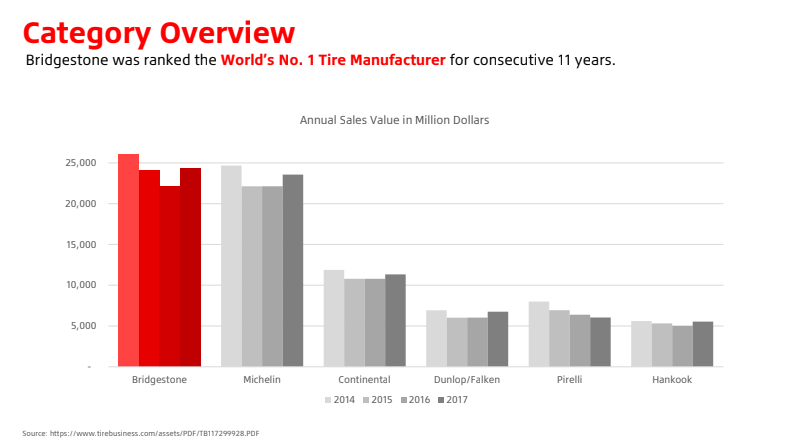 Category Overview
Bridgestone was ranked the World's No. 1 Tire Manufacturer for consecutive 11 years.
Annual Sales Value in Million Dollars
25,000
20,000
15,000
10,000
5,000
-
Bridgestone Michelin Continental Dunlop/Falken Pirelli Hankook
2014 2015 2016 2017
Source: https://www.tirebusiness.com/assets/PDF/TB117299928.PDF